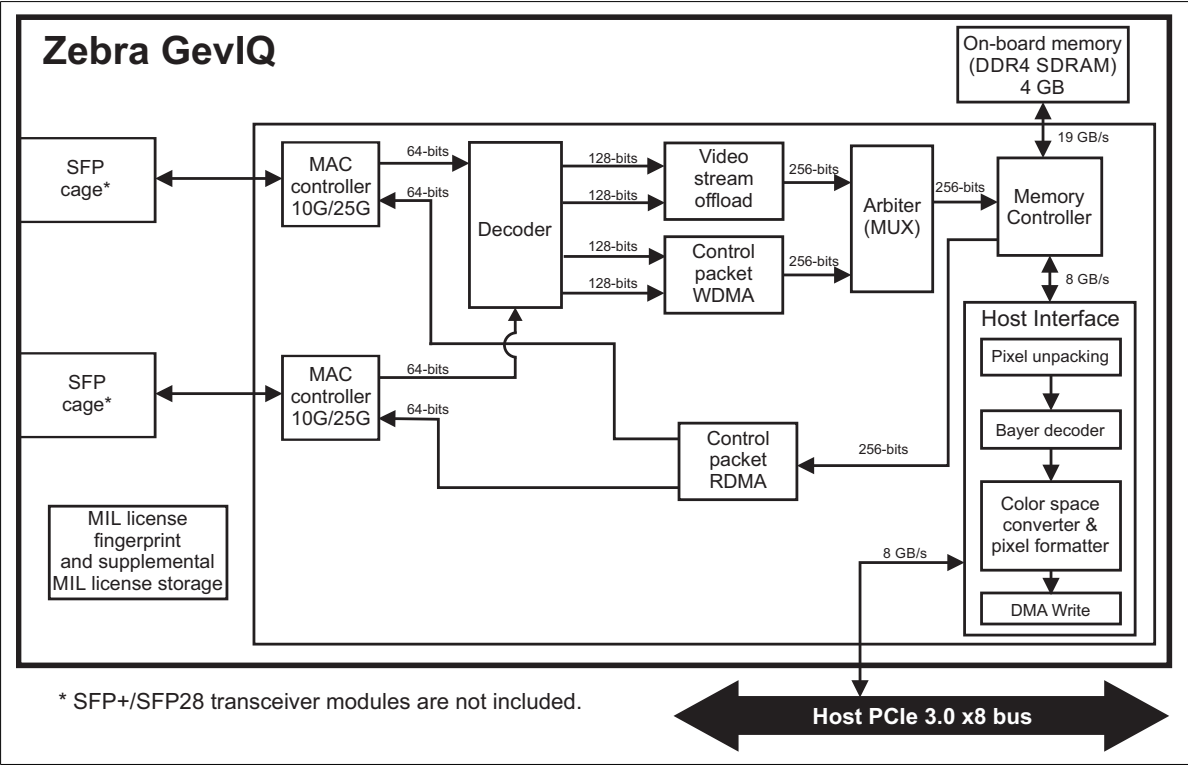 Zebra GevIQ
On-board memory
(DDR4 SDRAM)
4 GB
19 GB/s
SFP
cage*
MAC
controller
10G/25G
64-bits
64-bits
Decoder
128-bits
128-bits
128-bits
128-bits
Video
stream
offload
Control
packet
WDMA
256-bits
256-bits
Arbiter
(MUX)
256-bits
Memory
Controller
8 GB/s
SFP
cage*
MAC
controller
10G/25G
64-bits
64-bits
Control
packet
RDMA
256-bits
Host Interface
Pixel unpacking
Bayer decoder
Color space
converter &
pixel formatter
DMA Write
8 GB/s
MIL license
fingerprint
and supplemental
MIL license storage
* SFP+/SFP28 transceiver modules are not included.
Host PCIe 3.0 x8 bus